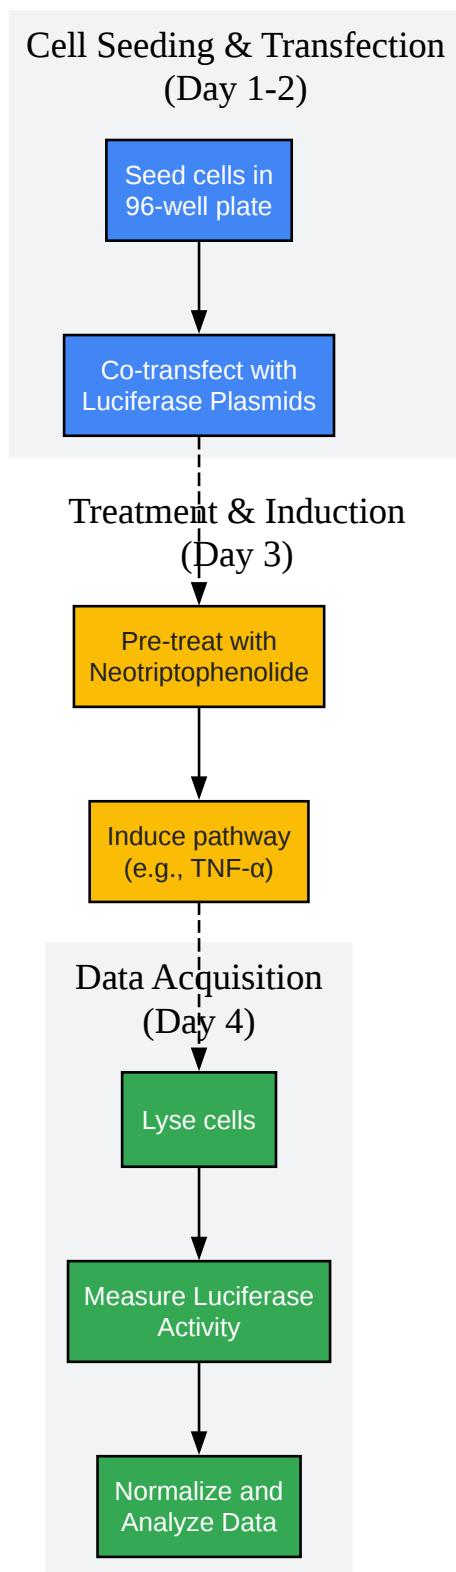 Cell Seeding & Transfection
(Day 1-2)
Seed cells in
96-well plate
Co-transfect with
Luciferase Plasmids
Treatment & Induction
(Day 3)
Pre-treat with
Neotriptophenolide
Induce pathway
(e.g., TNF-α)
Data Acquisition
(Day 4)
Lyse cells
Measure Luciferase
Activity
Normalize and
Analyze Data